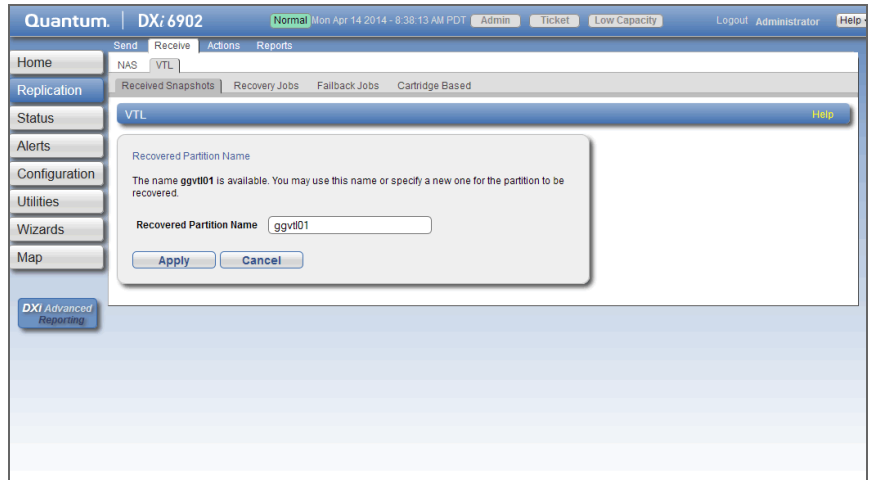 Quantum. DXi 6902 Normal Mon Apr 14 2014 - 8:38:13 AM PDT Admin Ticket Low Capacity Logout Administrator Help
Send Receive Actions Reports
Home
NAS VTL
Replication
Received Snapshots Recovery Jobs Failback Jobs Cartridge Based
Status
VTL Help
Alerts
Configuration
Utilities
Wizards
Map
DXi Advanced
Reporting
Recovered Partition Name
The name ggvtl01 is available. You may use this name or specify a new one for the partition to be
recovered.
Recovered Partition Name ggvtl01
Apply Cancel